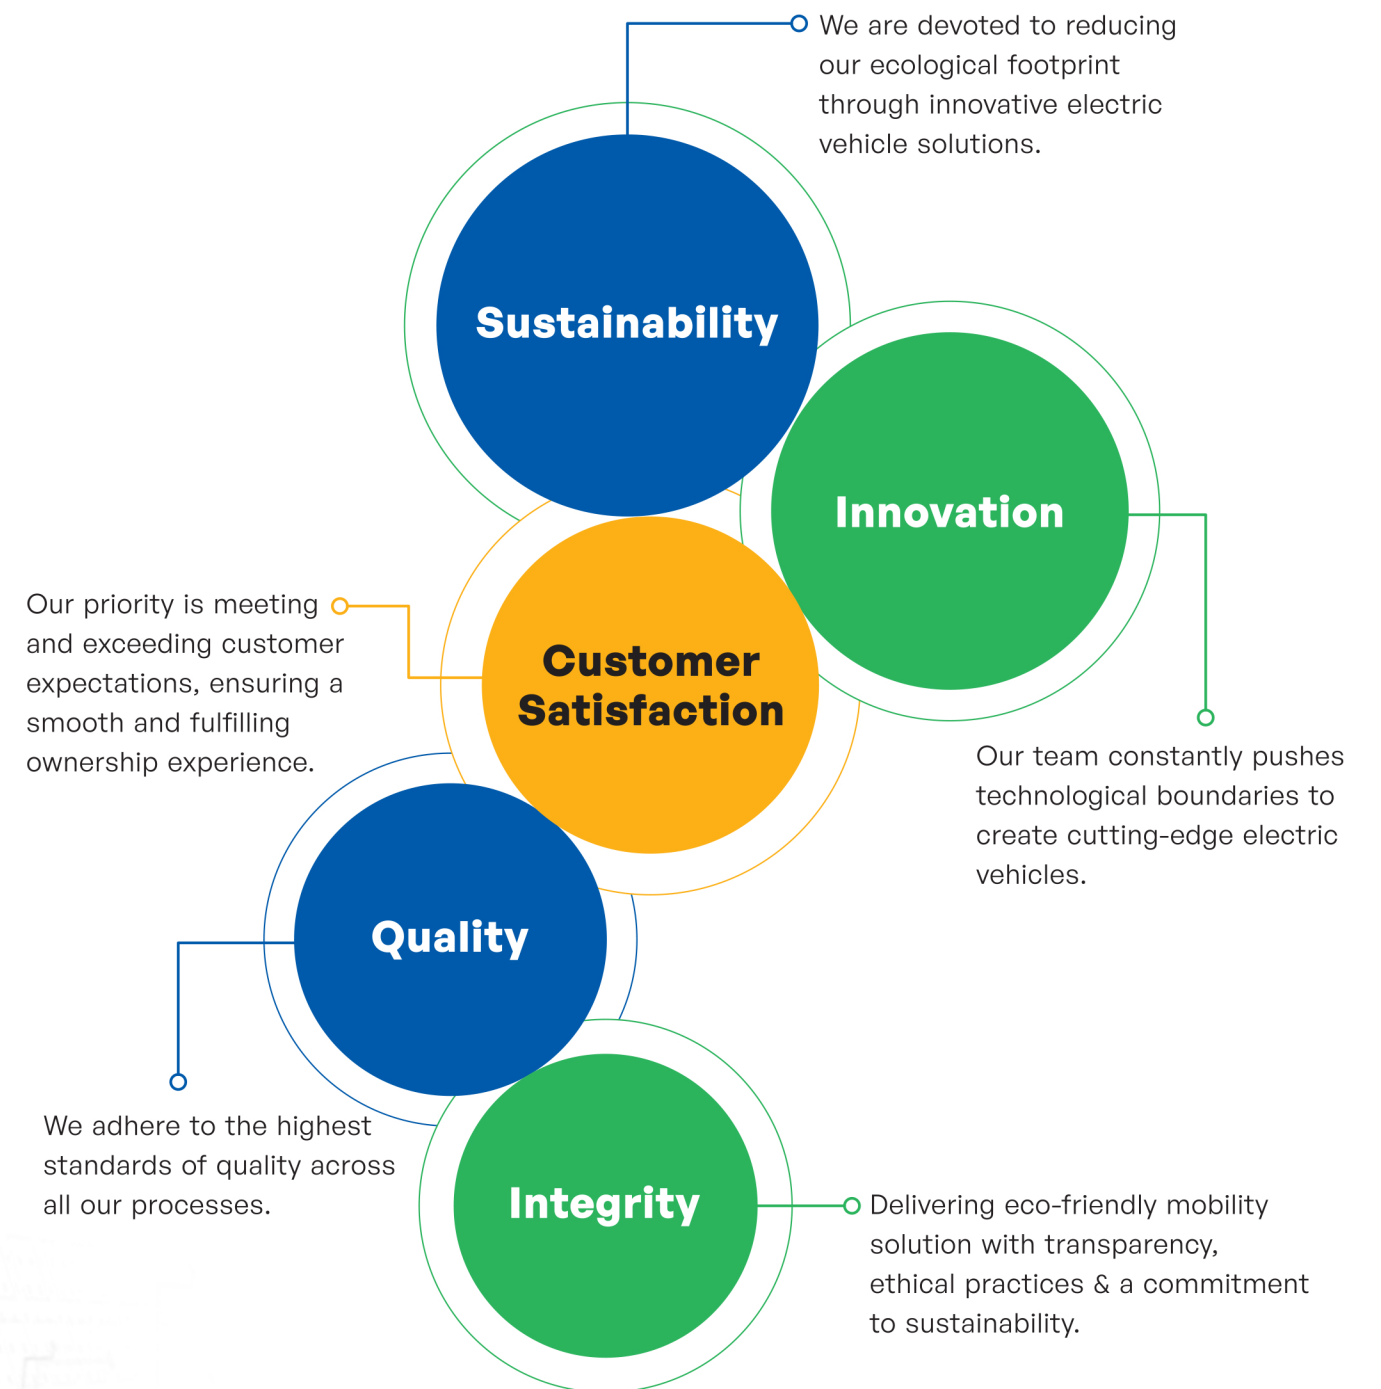 We are devoted to reducing
our ecological footprint
through innovative electric
vehicle solutions.
Sustainability
Innovation
Our priority is meeting
and exceeding customer
expectations, ensuring a
smooth and fulfilling
ownership experience.
Customer
Satisfaction
Our team constantly pushes
technological boundaries to
create cutting-edge electric
vehicles.
Quality
We adhere to the highest
standards of quality across
all our processes.
Integrity
Delivering eco-friendly mobility
solution with transparency,
ethical practices & a commitment
to sustainability.